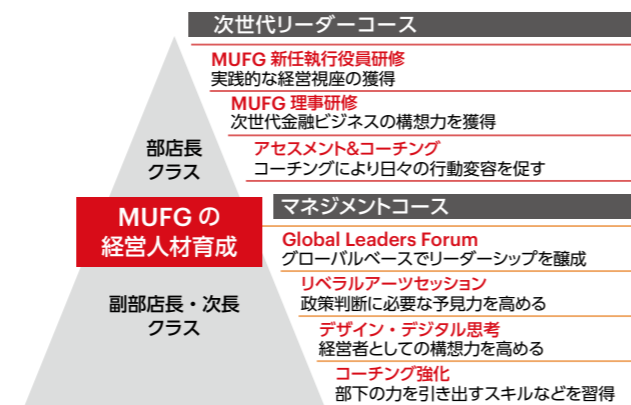 次世代リーダーコース
MUFG 新任執行役員研修
実践的な経営視座の獲得
MUFG 理事研修
次世代金融ビジネスの構想力を獲得
アセスメント&コーチング
コーチングにより日々の行動変容を促す
部店長
クラス
MUFG の
経営人材育成
マネジメントコース
Global Leaders Forum
グローバルベースでリーダーシップを醸成
リベラルアーツセッション
政策判断に必要な予見力を高める
デザイン・デジタル思考
経営者としての構想力を高める
コーチング強化
部下の力を引き出すスキルなどを習得
副部店長・次長
クラス